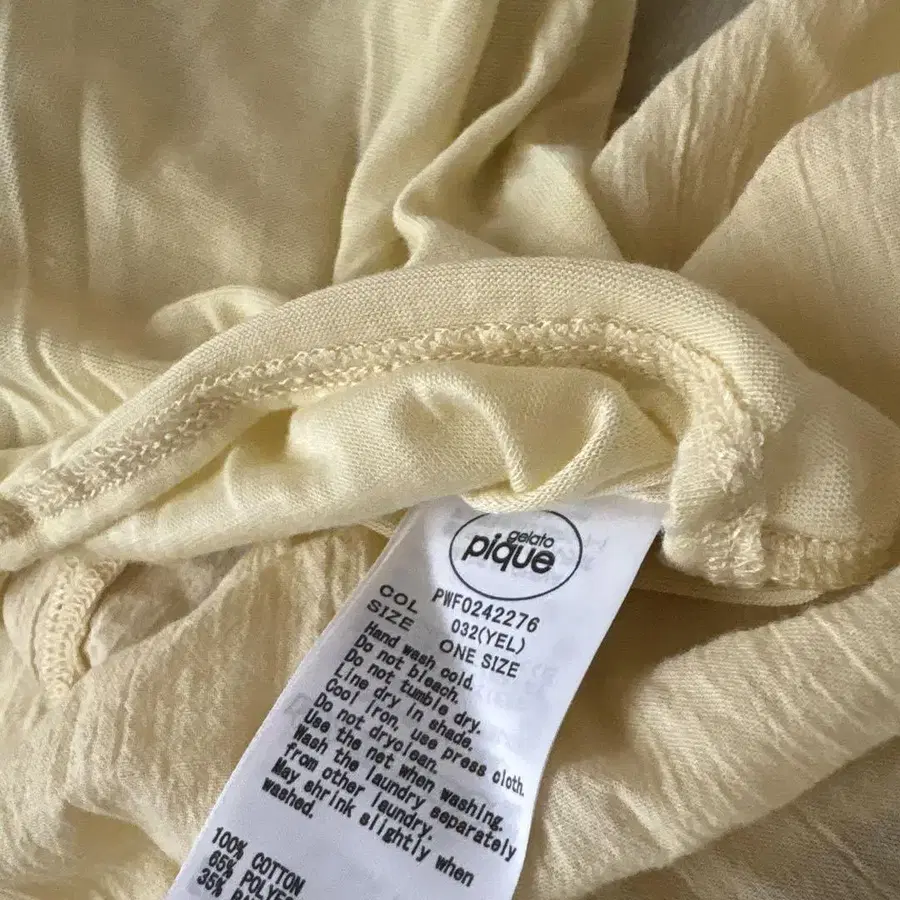 gelato
pique
PWF0242276
COL 032(YEL)
SIZE ONE SIZE
Hand wash cold.
Do not bleach.
Do not tumble dry.
Line dry in shade.
Cool iron, use press cloth.
Do not dryclean.
Use the net when washing.
Wash the laundry separately
from other laundry.
May shrink slightly when
washed.
100% COTTON
65% POLYES
35%